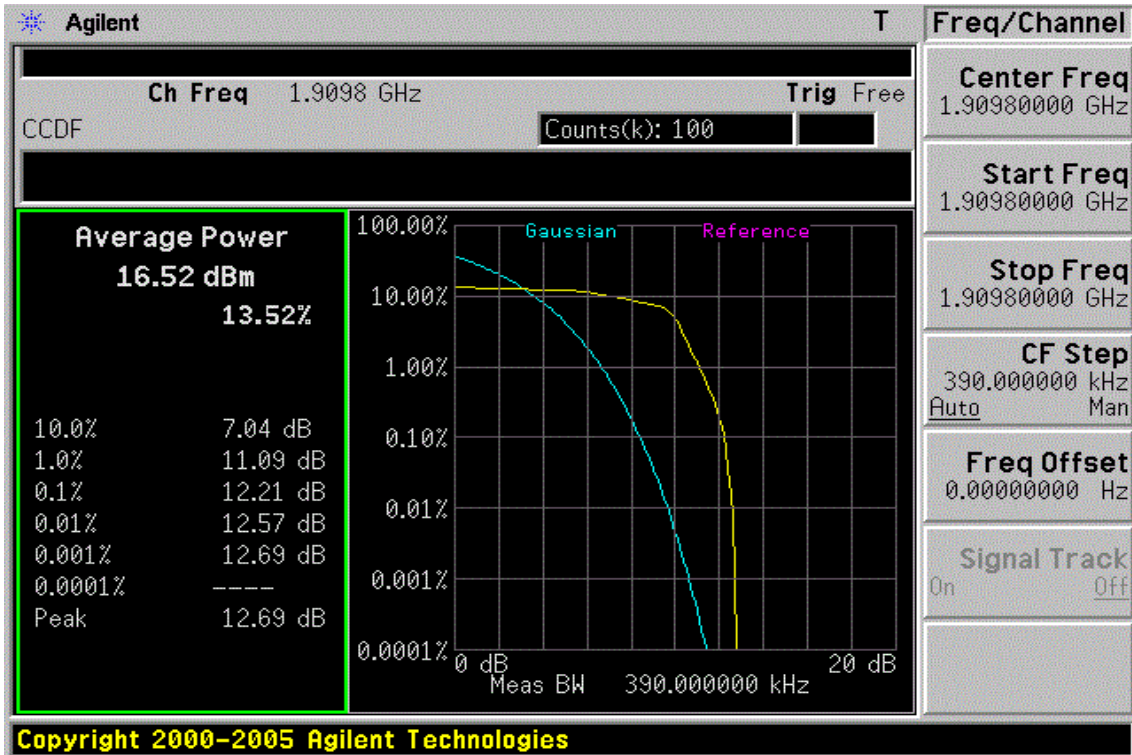 Agilent T
Ch Freq 1.9098 GHz Trig Free
CCDF Counts(k): 100
Average Power
16.52 dBm
13.52%
10.0% 7.04 dB
1.0% 11.09 dB
0.1% 12.21 dB
0.01% 12.57 dB
0.001% 12.69 dB
0.0001% ----
Peak 12.69 dB
Gaussian Reference
100.00%
10.00%
1.00%
0.10%
0.01%
0.001%
0.0001%
0 dB 20 dB
Meas BW 390.000000 kHz
Freq/Channel
Center Freq
1.90980000 GHz
Start Freq
1.90980000 GHz
Stop Freq
1.90980000 GHz
CF Step
390.000000 kHz
Auto Man
Freq Offset
0.00000000 Hz
Signal Track
On Off
Copyright 2000-2005 Agilent Technologies